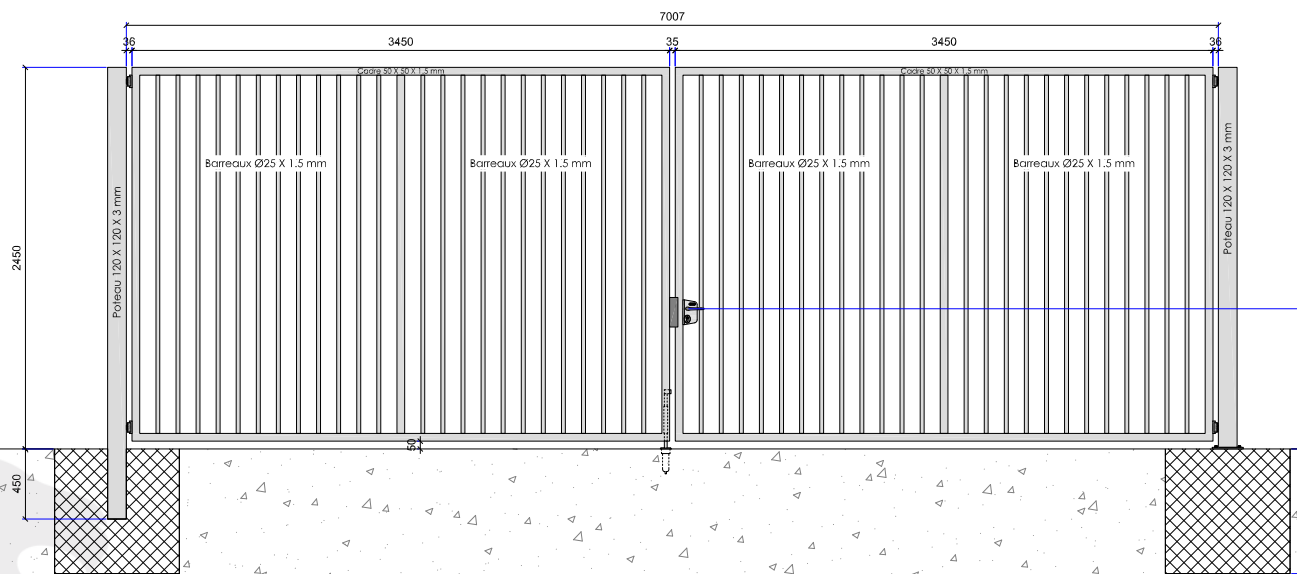 7007
36
3450
35
3450
36
Cadre 50 X 50 X 1.5 mm
Cadre 50 X 50 X 1.5 mm
Barreaux Ø25 X 1.5 mm
Barreaux Ø25 X 1.5 mm
Barreaux Ø25 X 1.5 mm
Barreaux Ø25 X 1.5 mm
Poteau 120 X 120 X 3 mm
Poteau 120 X 120 X 3 mm
2450
50
450